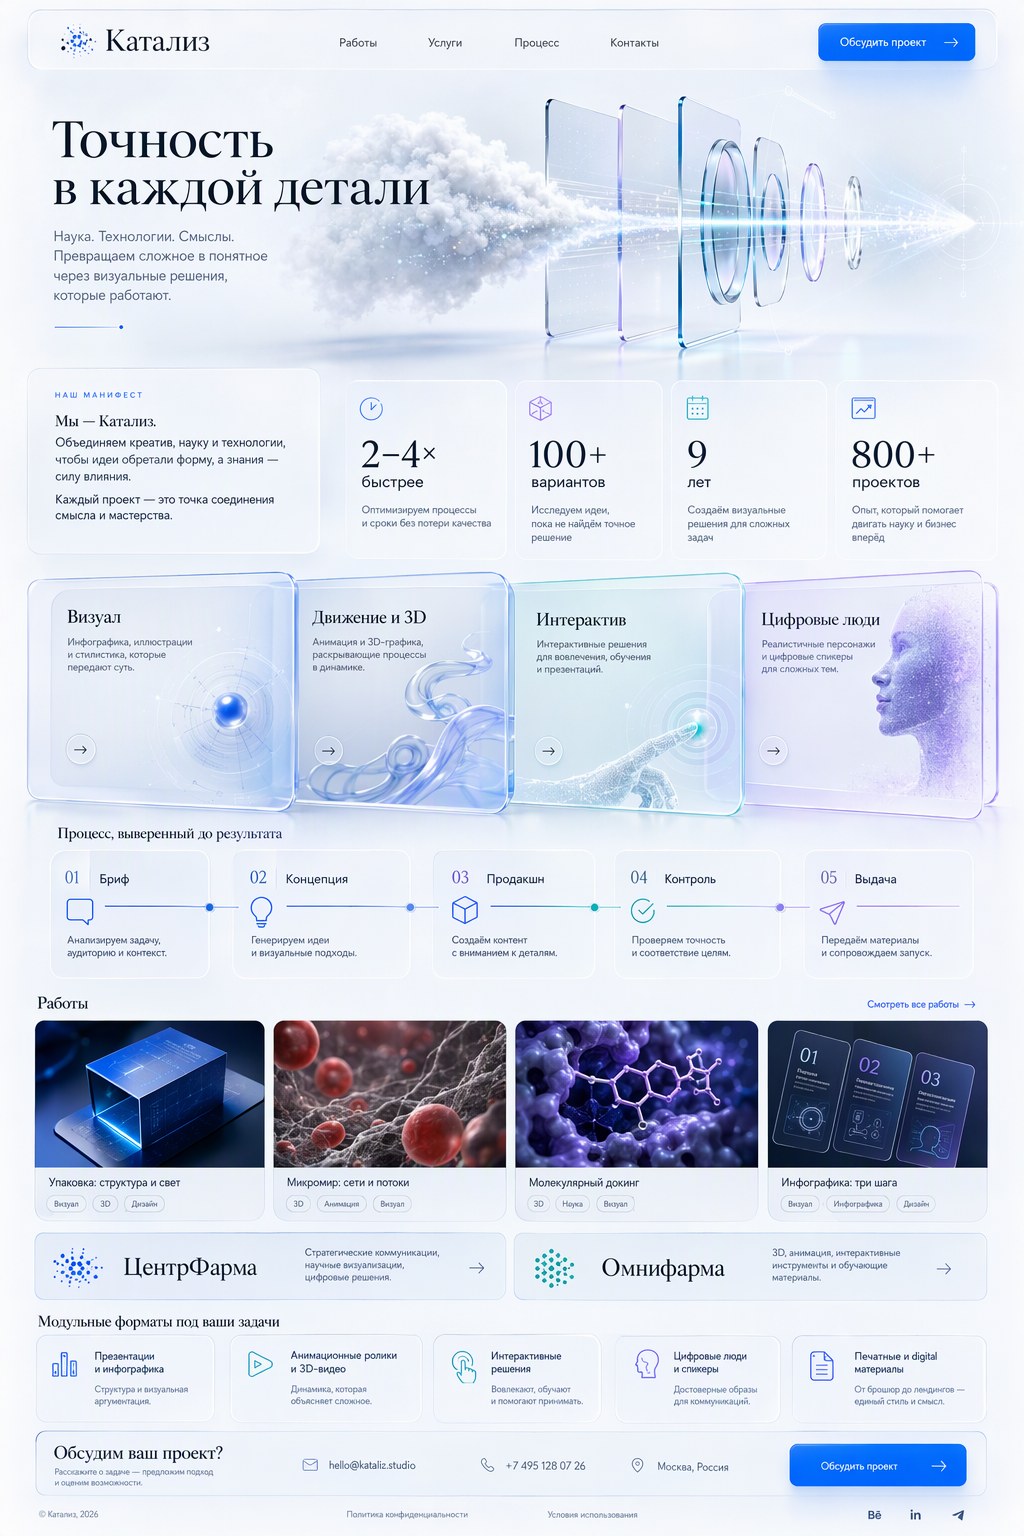 Катализ
Работы
Услуги
Процесс
Контакты
Обсудить проект
Точность
в каждой детали
Наука. Технологии. Смыслы.
Превращаем сложное в понятное
через визуальные решения,
которые работают.
НАШ МАНИФЕСТ
Мы — Катализ.
Объединяем креатив, науку и технологии,
чтобы идеи обретали форму, а знания —
силу влияния.
Каждый проект — это точка соединения
смысла и мастерства.
2–4×
быстрее
Оптимизируем процессы
и сроки без потери качества
100+
вариантов
Исследуем идеи,
пока не найдём точное
решение
9
лет
Создаём визуальные
решения для сложных
задач
800+
проектов
Опыт, который помогает
двигать науку и бизнес
вперёд
Визуал
Инфографика, иллюстрации
и стилистика, которые
передают суть.
Движение и 3D
Анимация и 3D-графика,
раскрывающие процессы
в динамике.
Интерактив
Интерактивные решения
для вовлечения, обучения
и презентаций.
Цифровые люди
Реалистичные персонажи
и цифровые спикеры
для сложных тем.
Процесс, выверенный до результата
01 Бриф
Анализируем задачу,
аудиторию и контекст.
02 Концепция
Генерируем идеи
и визуальные подходы.
03 Продакшн
Создаём контент
с вниманием к деталям.
04 Контроль
Проверяем точность
и соответствие целям.
05 Выдача
Передаём материалы
и сопровождаем запуск.
Работы
Смотреть все работы
01
02
03
Упаковка: структура и свет
Визуал 3D Дизайн
Микромир: сети и потоки
3D Анимация Визуал
Молекулярный докинг
3D Наука Визуал
Инфографика: три шага
Визуал Инфографика Дизайн
ЦентрФарма
Стратегические коммуникации,
научные визуализации,
цифровые решения.
Омнифарма
3D, анимация, интерактивные
инструменты и обучающие
материалы.
Модульные форматы под ваши задачи
Презентации
и инфографика
Структура и визуальная
аргументация.
Анимационные ролики
и 3D-видео
Динамика, которая
объясняет сложное.
Интерактивные
решения
Вовлекают, обучают
и помогают принимать.
Цифровые люди
и спикеры
Достоверные образы
для коммуникаций.
Печатные и digital
материалы
От брошюр до лендингов —
единый стиль и смысл.
Обсудим ваш проект?
Расскажите о задаче — предложим подход
и оценим возможности.
hello@kataliz.studio
+7 495 128 07 26
Москва, Россия
Обсудить проект
© Катализ, 2026
Политика конфиденциальности
Условия использования
Bē
in